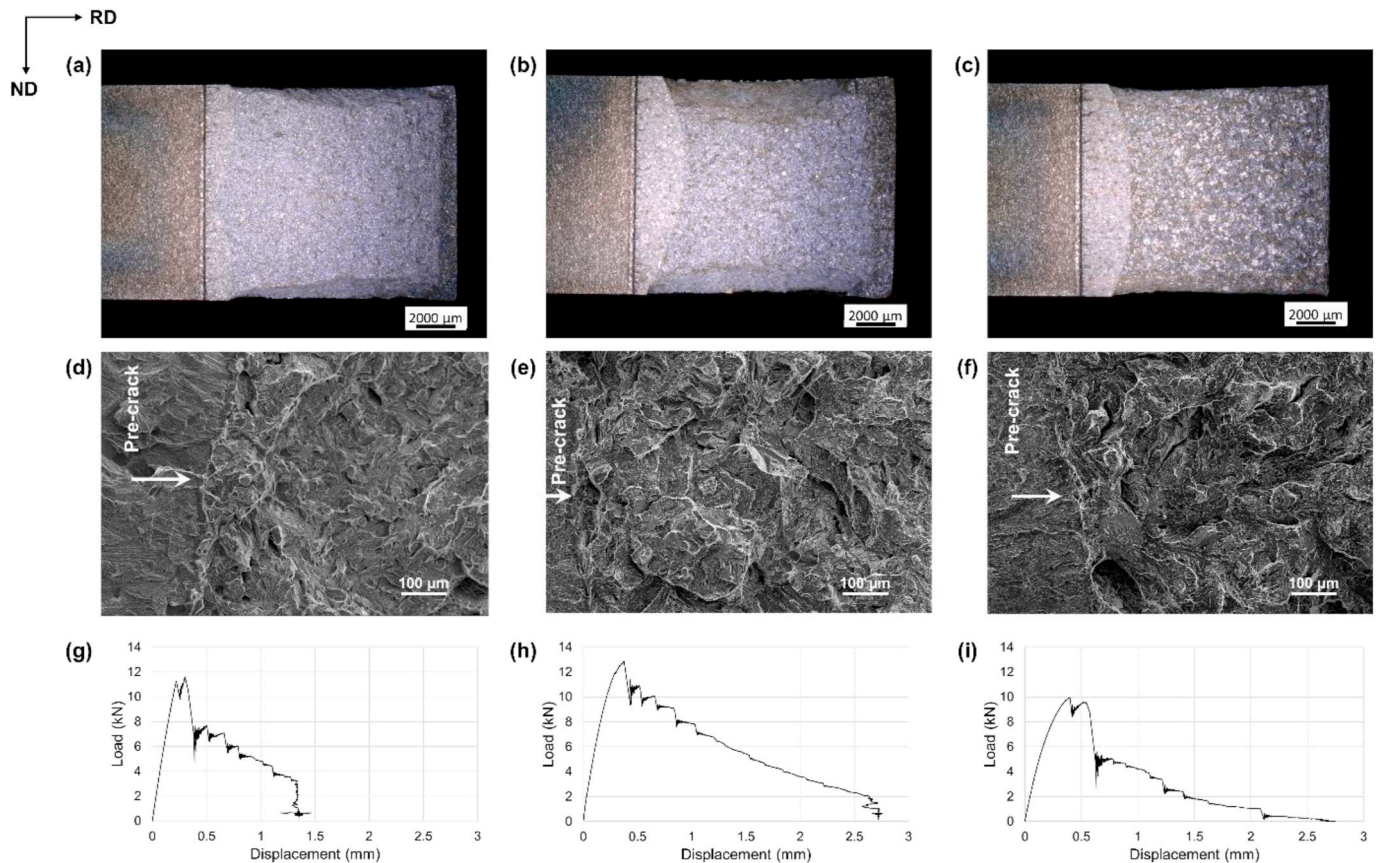 RD
ND
(a)
(b)
(c)
2000 µm
2000 µm
2000 µm
(d)
(e)
(f)
Pre-crack
Pre-crack
Pre-crack
100 µm
100 µm
100 µm
(g)
(h)
(i)
Load (kN)
14
12
10
8
6
4
2
0
0 0.5 1 1.5 2 2.5 3
Displacement (mm)
Load (kN)
14
12
10
8
6
4
2
0
0 0.5 1 1.5 2 2.5 3
Displacement (mm)
Load (kN)
14
12
10
8
6
4
2
0
0 0.5 1 1.5 2 2.5 3
Displacement (mm)